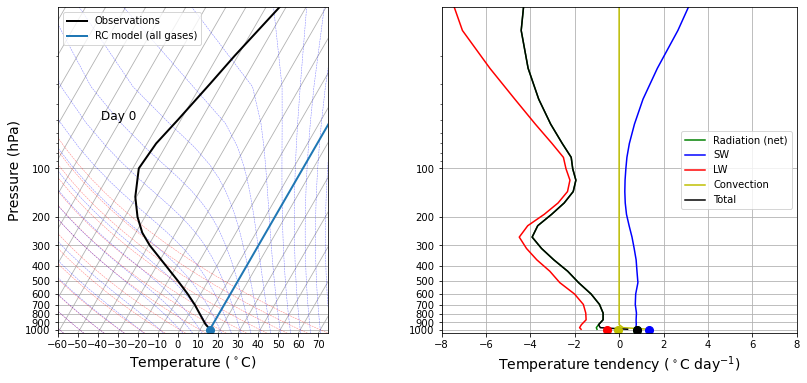 Observations
RC model (all gases)
Day 0
Pressure (hPa)
100
200
300
400
500
600
700
800
900
1000
−60 −50 −40 −30 −20 −10 0 10 20 30 40 50 60 70
Temperature (°C)
Radiation (net)
SW
LW
Convection
Total
100
200
300
400
500
600
700
800
900
1000
−8 −6 −4 −2 0 2 4 6 8
Temperature tendency (°C day⁻¹)